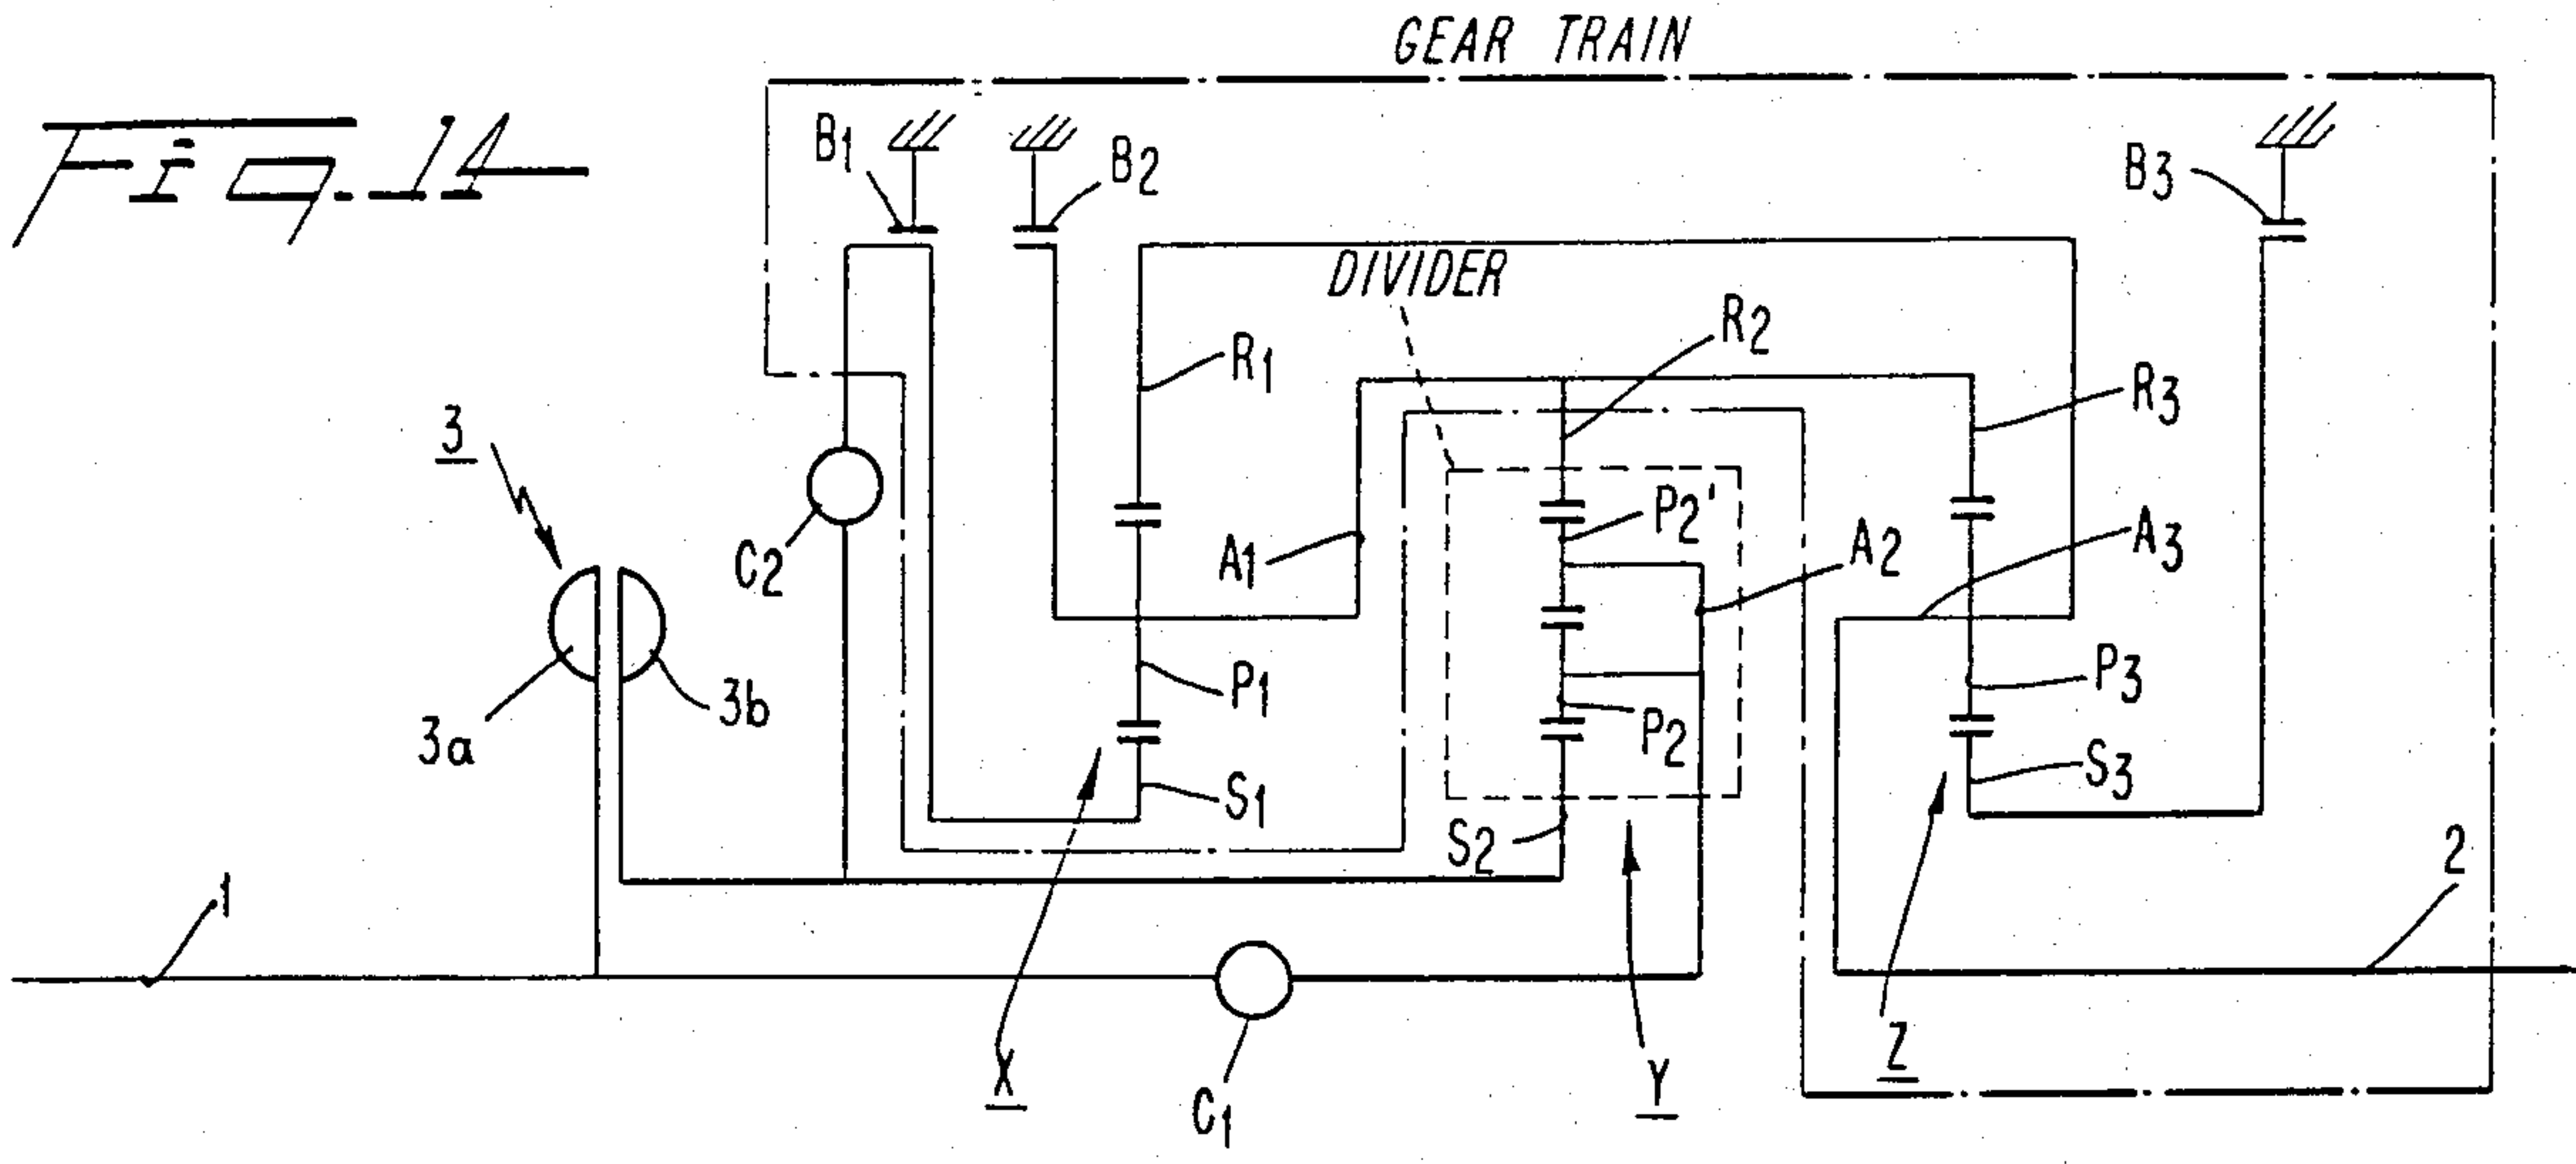 GEAR TRAIN
Fig. 14
B1
B2
B3
DIVIDER
R1
R2
R3
3
C2
P2'
A1
A2
A3
3a
3b
P1
P2
P3
S1
S2
S3
1
2
X
Y
Z
C1